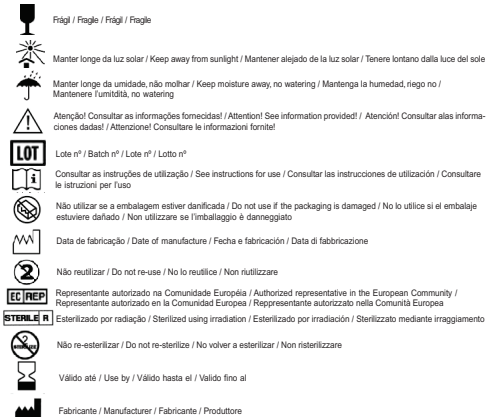 Frágil / Fragile / Frágil / Fragile
Manter longe da luz solar / Keep away from sunlight / Mantener alejado de la luz solar / Tenere lontano dalla luce del sole
Manter longe da umidade, não molhar / Keep moisture away, no watering / Mantenga la humedad, riego no /
Mantenere l'umitdità, no watering
Atenção! Consultar as informações fornecidas! / Attention! See information provided! / Atención! Consultar alas informa-
ciones dadas! / Attenzione! Consultare le informazioni fornite!
LOT
Lote nº / Batch nº / Lote nº / Lotto nº
i
Consultar as instruções de utilização / See instructions for use / Consultar las instrucciones de utilización / Consultare
le istruzioni per l'uso
Não utilizar se a embalagem estiver danificada / Do not use if the packaging is damaged / No lo utilice si el embalaje
estuviere dañado / Non utilizzare se l'imballaggio è danneggiato
Data de fabricação / Date of manufacture / Fecha e fabricación / Data di fabbricazione
2
Não reutilizar / Do not re-use / No lo reutilice / Non riutilizzare
EC REP
Representante autorizado na Comunidade Européia / Authorized representative in the European Community /
Representante autorizado en la Comunidad Europea / Reppresentante autorizzato nella Comunità Europea
STERILE R
Esterilizado por radiação / Sterilized using irradiation / Esterilizado por irradiación / Sterilizzato mediante irraggiamento
2
Não re-esterilizar / Do not re-sterilize / No volver a esterilizar / Non risterilizzare
Válido até / Use by / Válido hasta el / Valido fino al
Fabricante / Manufacturer / Fabricante / Produttore